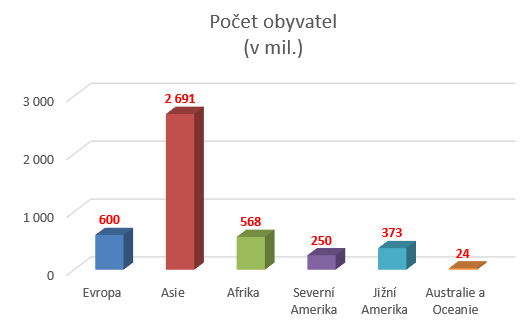 Počet obyvatel
(v mil.)
3 000
2 000
1 000
0
600
2 691
568
250
373
24
Evropa
Asie
Afrika
Severní
Amerika
Jižní
Amerika
Australie a
Oceanie